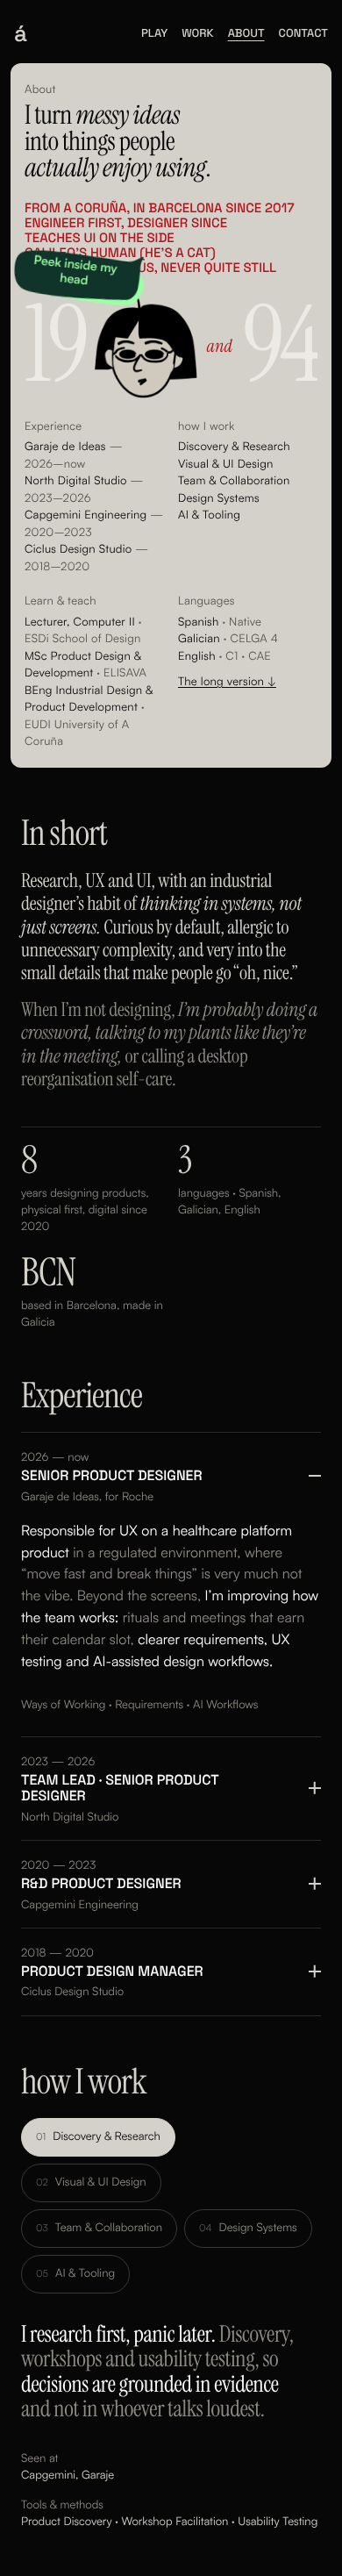 á
PLAY WORK ABOUT CONTACT
About
I turn messy ideas
into things people
actually enjoy using.
FROM A CORUÑA, IN BARCELONA SINCE 2017
ENGINEER FIRST, DESIGNER SINCE
TEACHES UI ON THE SIDE
HUMAN (HE'S A CAT)
US, NEVER QUITE STILL
Peek inside my
head
19 and 94
Experience
Garaje de Ideas —
2026—now
North Digital Studio —
2023—2026
Capgemini Engineering —
2020—2023
Ciclus Design Studio —
2018—2020
how I work
Discovery & Research
Visual & UI Design
Team & Collaboration
Design Systems
AI & Tooling
Learn & teach
Lecturer, Computer II ·
ESDi School of Design
MSc Product Design &
Development · ELISAVA
BEng Industrial Design &
Product Development ·
EUDI University of A
Coruña
Languages
Spanish · Native
Galician · CELGA 4
English · C1 · CAE
The long version ↓
In short
Research, UX and UI, with an industrial
designer's habit of thinking in systems, not
just screens. Curious by default, allergic to
unnecessary complexity, and very into the
small details that make people go “oh, nice.”
When I'm not designing, I'm probably doing a
crossword, talking to my plants like they're
in the meeting, or calling a desktop
reorganisation self-care.
8
years designing products,
physical first, digital since
2020
3
languages · Spanish,
Galician, English
BCN
based in Barcelona, made in
Galicia
Experience
2026 — now
SENIOR PRODUCT DESIGNER
Garaje de Ideas, for Roche
Responsible for UX on a healthcare platform
product in a regulated environment, where
“move fast and break things” is very much not
the vibe. Beyond the screens, I'm improving how
the team works: rituals and meetings that earn
their calendar slot, clearer requirements, UX
testing and AI-assisted design workflows.
Ways of Working · Requirements · AI Workflows
2023 — 2026
TEAM LEAD · SENIOR PRODUCT
DESIGNER
North Digital Studio
2020 — 2023
R&D PRODUCT DESIGNER
Capgemini Engineering
2018 — 2020
PRODUCT DESIGN MANAGER
Ciclus Design Studio
how I work
01 Discovery & Research
02 Visual & UI Design
03 Team & Collaboration
04 Design Systems
05 AI & Tooling
I research first, panic later. Discovery,
workshops and usability testing, so
decisions are grounded in evidence
and not in whoever talks loudest.
Seen at
Capgemini, Garaje
Tools & methods
Product Discovery · Workshop Facilitation · Usability Testing